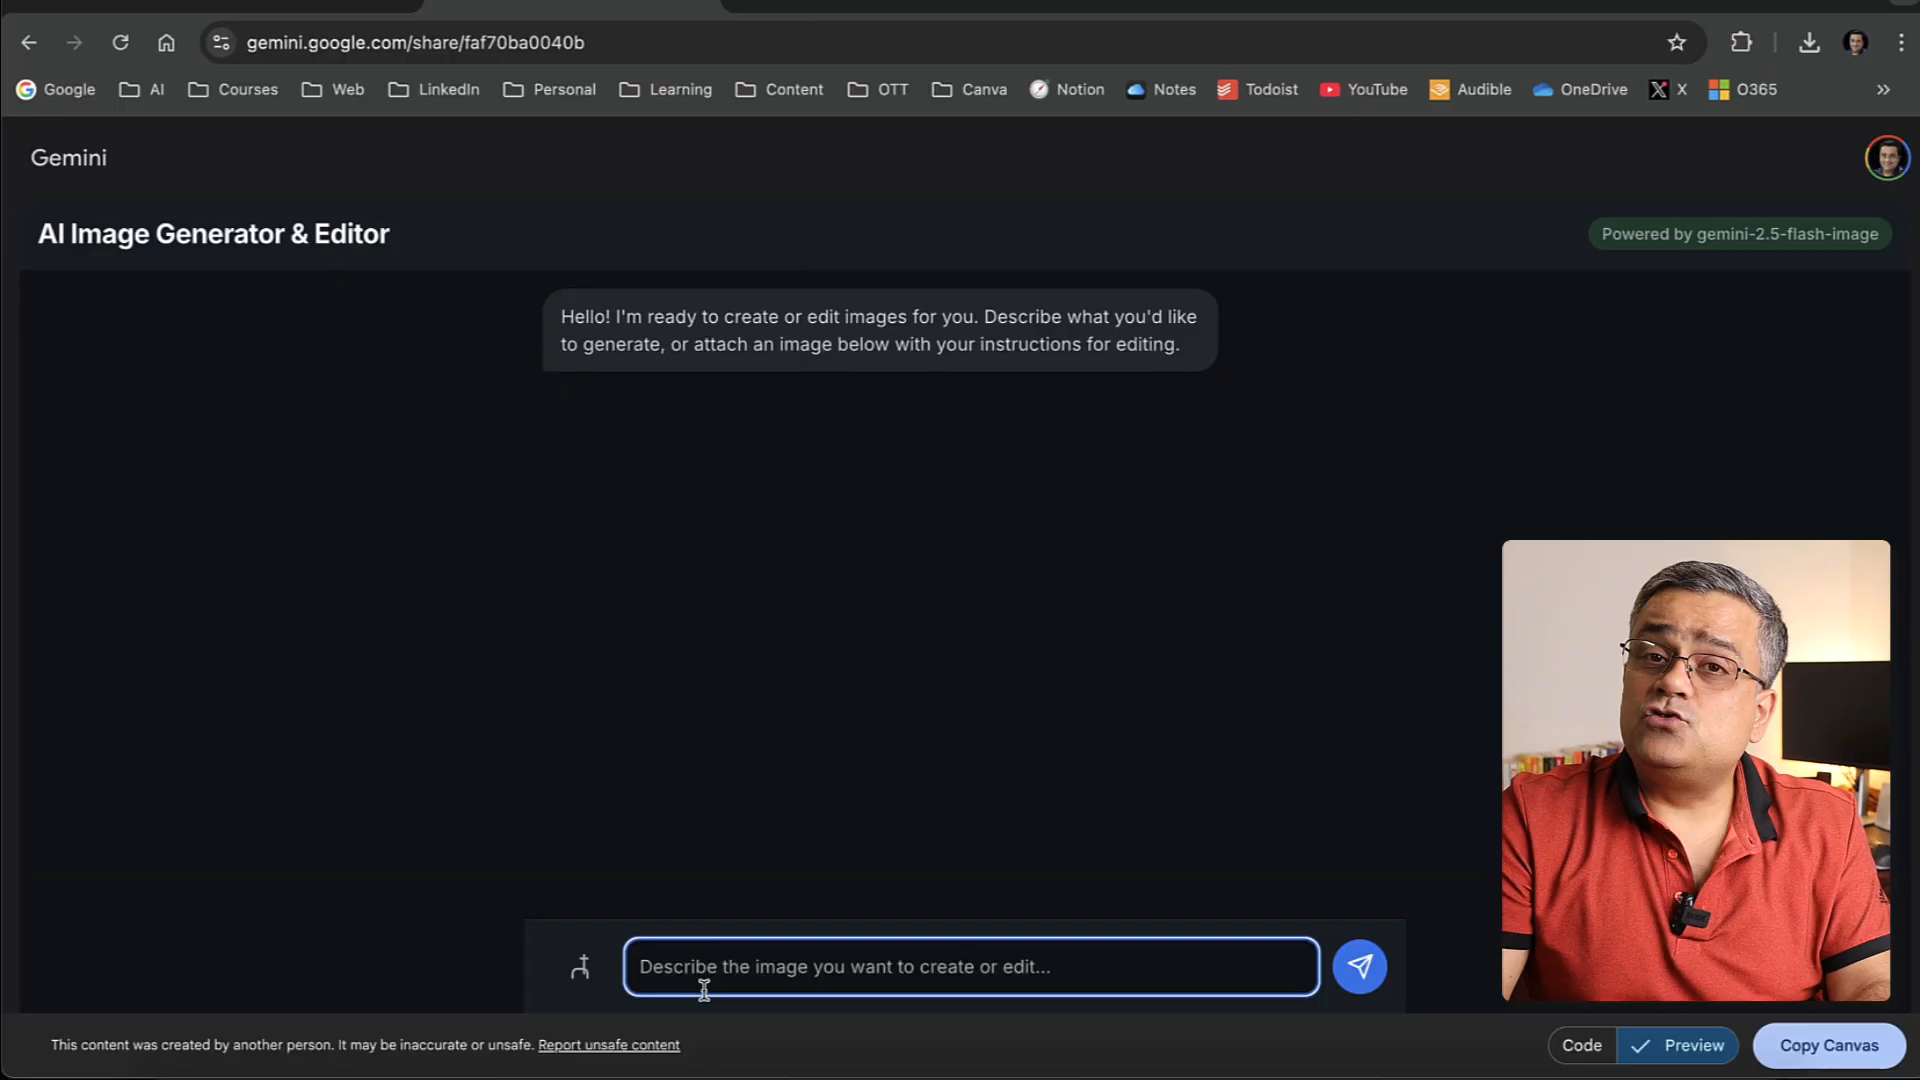 gemini.google.com/share/faf70ba0040b
Google AI Courses Web LinkedIn Personal Learning Content OTT Canva Notion Notes Todoist YouTube Audible OneDrive X O365
Gemini
AI Image Generator & Editor
Powered by gemini-2.5-flash-image
Hello! I'm ready to create or edit images for you. Describe what you'd like
to generate, or attach an image below with your instructions for editing.
Describe the image you want to create or edit...
This content was created by another person. It may be inaccurate or unsafe. Report unsafe content
Code Preview Copy Canvas